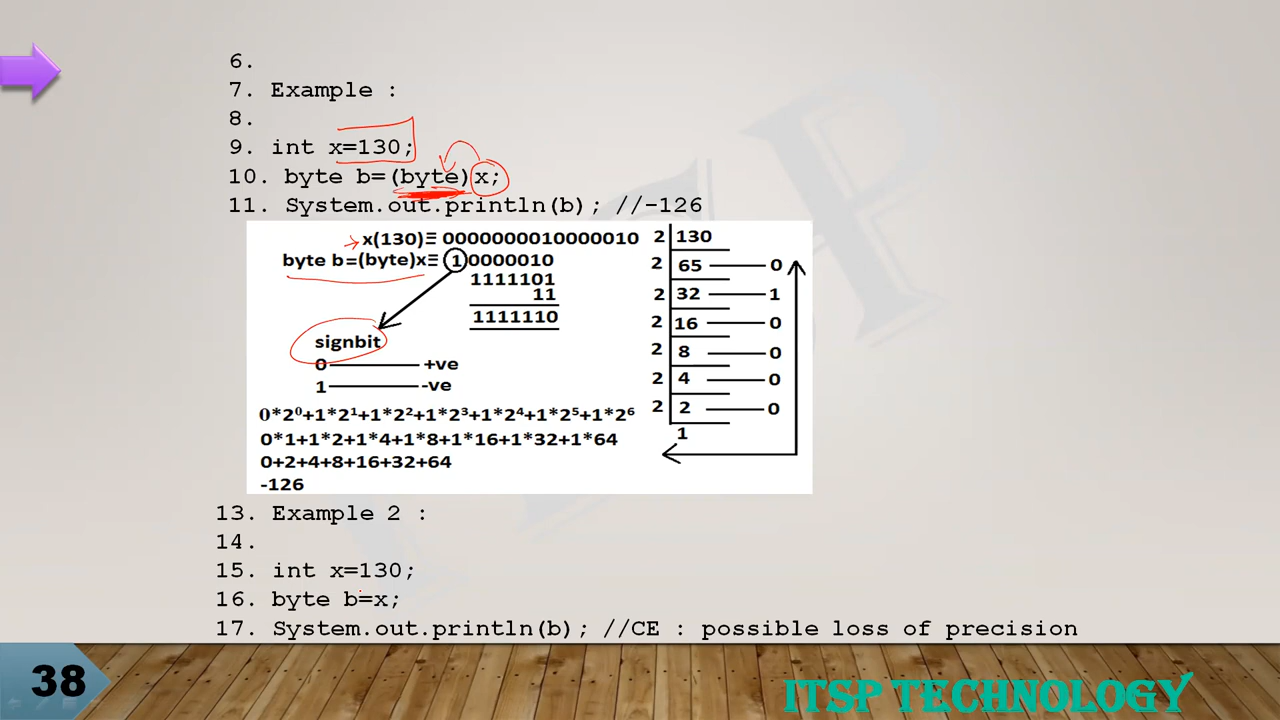 6.
7. Example :
8.
9. int x=130;
10. byte b=(byte)x;
11. System.out.println(b); //-126
x(130)≡ 0000000010000010
byte b=(byte)x≡ 10000010
1111101
11
1111110
signbit
0 +ve
1 -ve
0*2⁰+1*2¹+1*2²+1*2³+1*2⁴+1*2⁵+1*2⁶
0*1+1*2+1*4+1*8+1*16+1*32+1*64
0+2+4+8+16+32+64
-126
2 130
2 65 0
2 32 1
2 16 0
2 8 0
2 4 0
2 2 0
1
13. Example 2 :
14.
15. int x=130;
16. byte b=x;
17. System.out.println(b); //CE : possible loss of precision
38
ITSP TECHNOLOGY